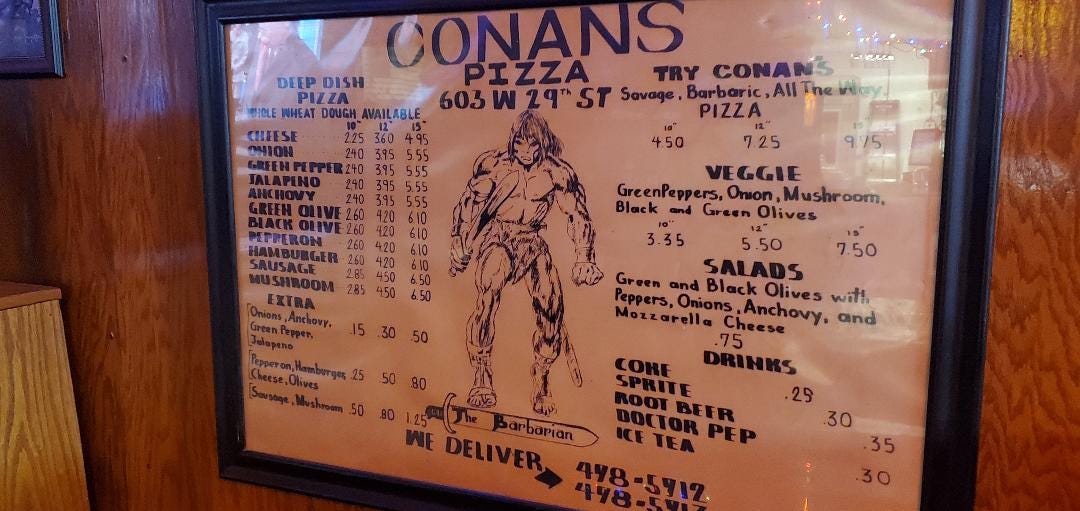 CONANS
PIZZA
603 W 29TH ST
DEEP DISH
PIZZA
WHOLE WHEAT DOUGH AVAILABLE
10" 12" 15"
CHEESE 2.25 3.60 4.95
ONION 2.40 3.95 5.55
GREEN PEPPER 2.40 3.95 5.55
JALAPENO 2.40 3.95 5.55
ANCHOVY 2.40 3.95 5.55
GREEN OLIVE 2.60 4.20 6.10
BLACK OLIVE 2.60 4.20 6.10
PEPPERON 2.60 4.20 6.10
HAMBURGER 2.60 4.20 6.10
SAUSAGE 2.85 4.50 6.50
MUSHROOM 2.85 4.50 6.50
EXTRA
Onions, Anchovy,
Green Pepper, .15 .30 .50
Jalapeno
Pepperon, Hamburger, .25 .50 .80
Cheese, Olives
Sausage, Mushroom .50 .80 1.25
The Barbarian
WE DELIVER
478-5712
TRY CONANS
Savage, Barbaric, All The Way
PIZZA
10" 12" 15"
4.50 7.25 9.75
VEGGIE
Green Peppers, Onion, Mushroom,
Black and Green Olives
10" 12" 15"
3.35 5.50 7.50
SALADS
Green and Black Olives with
Peppers, Onions, Anchovy, and
Mozzarella Cheese
.75
DRINKS
COKE .25
SPRITE
ROOT BEER .30
DOCTOR PEP .35
ICE TEA .30